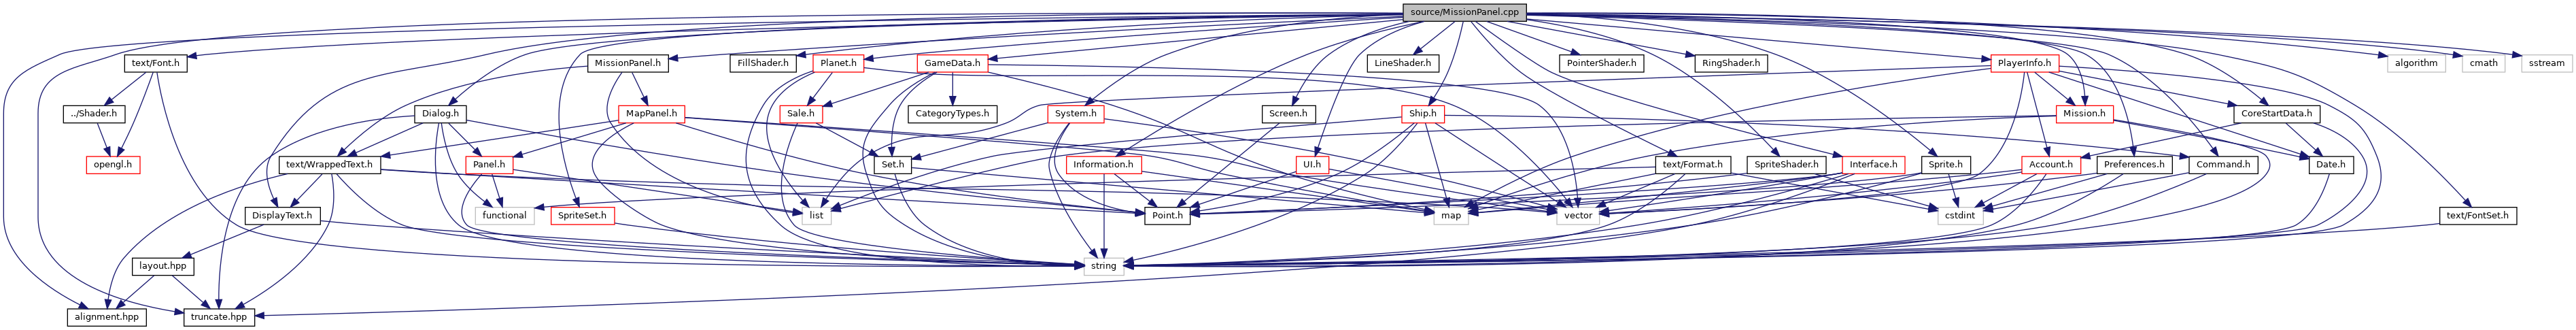 source/MissionPanel.cpp
text/Font.h
MissionPanel.h
FillShader.h
Planet.h
GameData.h
LineShader.h
PointerShader.h
RingShader.h
PlayerInfo.h
algorithm
cmath
sstream
../Shader.h
Dialog.h
MapPanel.h
Sale.h
CategoryTypes.h
System.h
Screen.h
Ship.h
Mission.h
CoreStartData.h
opengl.h
text/WrappedText.h
Panel.h
Set.h
Information.h
UI.h
text/Format.h
SpriteShader.h
Interface.h
Sprite.h
Account.h
Preferences.h
Command.h
Date.h
DisplayText.h
functional
SpriteSet.h
list
Point.h
map
vector
cstdint
text/FontSet.h
layout.hpp
string
alignment.hpp
truncate.hpp